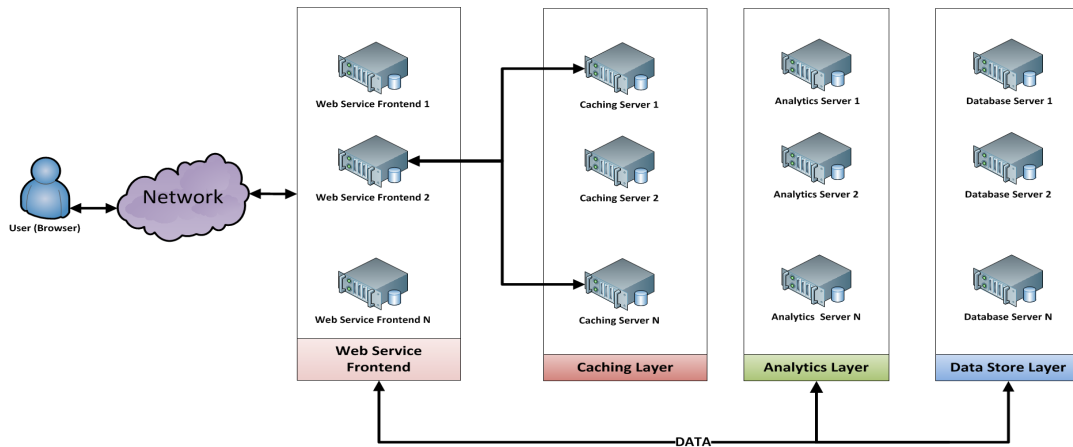 Web Service Frontend 1
Caching Server 1
Analytics Server 1
Database Server 1
Network
User (Browser)
Web Service Frontend 2
Caching Server 2
Analytics Server 2
Database Server 2
Web Service Frontend N
Caching Server N
Analytics  Server N
Database Server N
Web Service
Frontend
Caching Layer
Analytics Layer
Data Store Layer
DATA